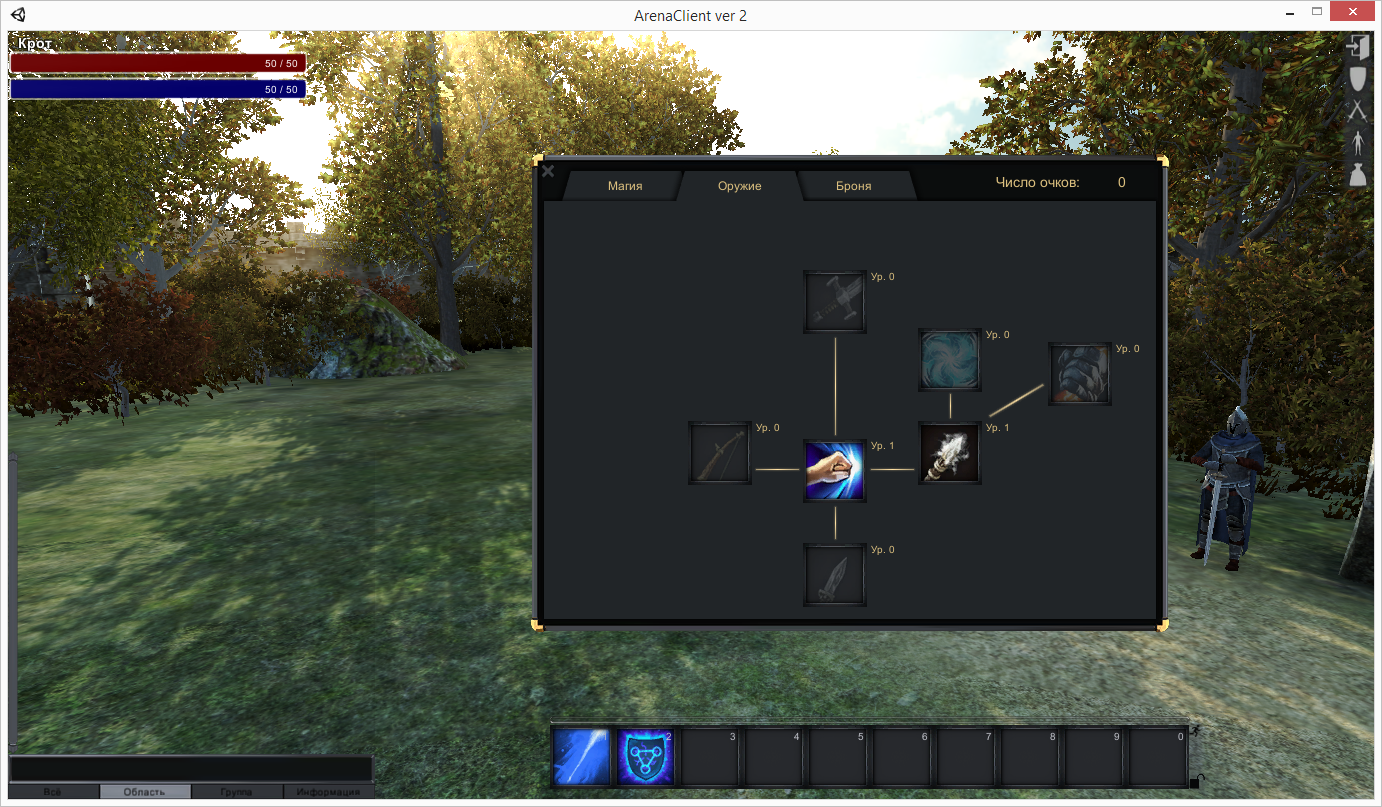 ArenaClient ver 2
Крот
50 / 50
50 / 50
Магия
Оружие
Броня
Число очков: 0
Ур. 0
Ур. 0
Ур. 0
Ур. 0
Ур. 1
Ур. 1
Ур. 0
2 3 4 5 6 7 8 9 0
Всё
Область
Группа
Информация